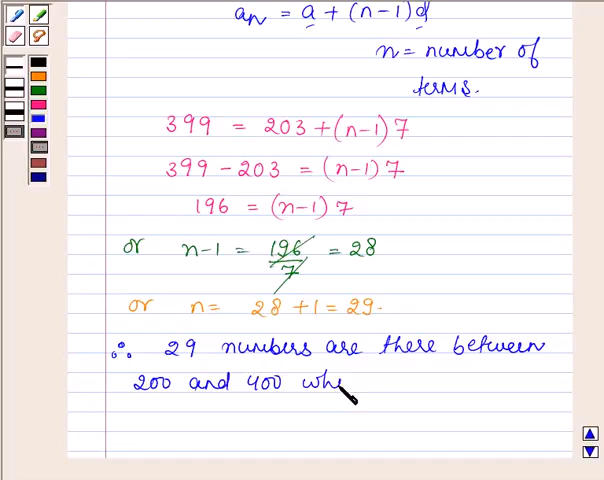 an = a + (n-1)d
n = number of
terms.
399 = 203 + (n-1) 7
399 - 203 = (n-1) 7
196 = (n-1) 7
or n-1 = 196/7 = 28
or n = 28 + 1 = 29.
∴ 29 numbers are there between
200 and 400 whi